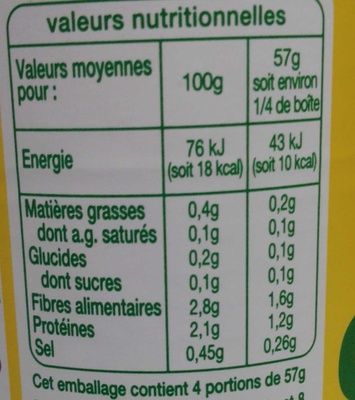 valeurs nutritionnelles
Valeurs moyennes pour : 100g 57g soit environ 1/4 de boîte
Energie 76 kJ (soit 18 kcal) 43 kJ (soit 10 kcal)
Matières grasses 0,4g 0,2g
dont a.g. saturés 0,1g 0,1g
Glucides 0,2g 0,1g
dont sucres 0,1g 0,1g
Fibres alimentaires 2,8g 1,6g
Protéines 2,1g 1,2g
Sel 0,45g 0,26g
Cet emballage contient 4 portions de 57g